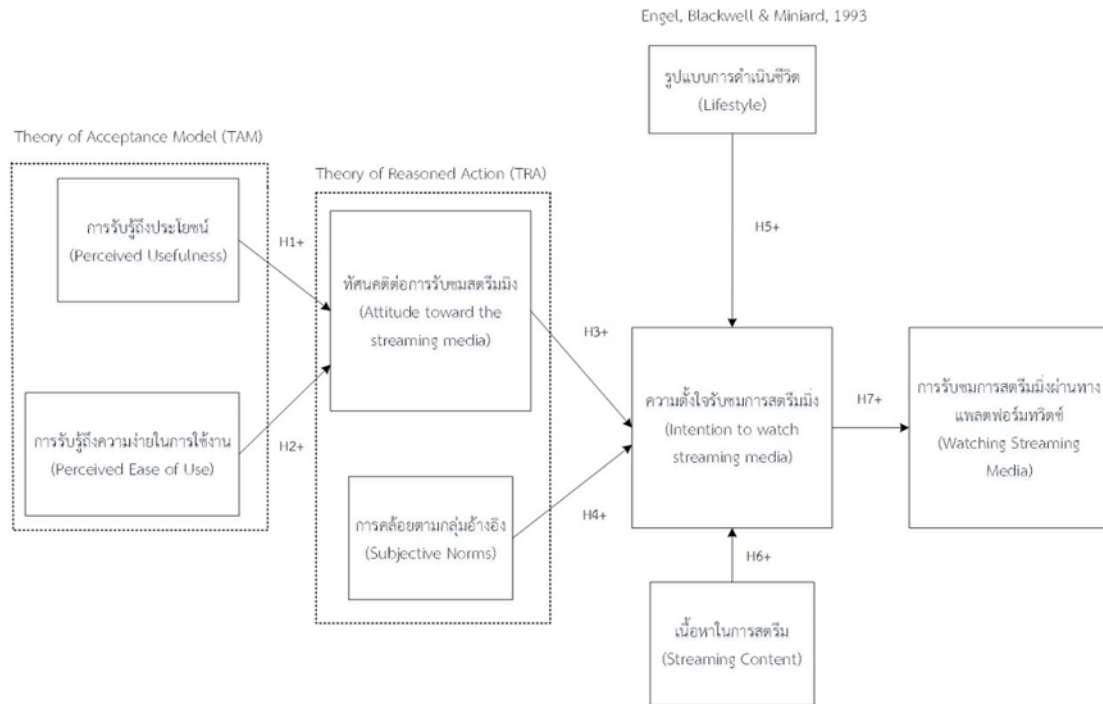 Engel, Blackwell & Miniard, 1993
รูปแบบการดำเนินชีวิต
(Lifestyle)
Theory of Acceptance Model (TAM)
Theory of Reasoned Action (TRA)
การรับรู้ถึงประโยชน์
(Perceived Usefulness)
H1+
H5+
ทัศนคติต่อการรับชมสตรีมมิง
(Attitude toward the
streaming media)
H3+
ความตั้งใจรับชมการสตรีมมิ่ง
(Intention to watch
streaming media)
H7+
การรับชมการสตรีมมิ่งผ่านทาง
แพลตฟอร์มทวิตช์
(Watching Streaming
Media)
การรับรู้ถึงความง่ายในการใช้งาน
(Perceived Ease of Use)
H2+
การคล้อยตามกลุ่มอ้างอิง
(Subjective Norms)
H4+
H6+
เนื้อหาในการสตรีม
(Streaming Content)